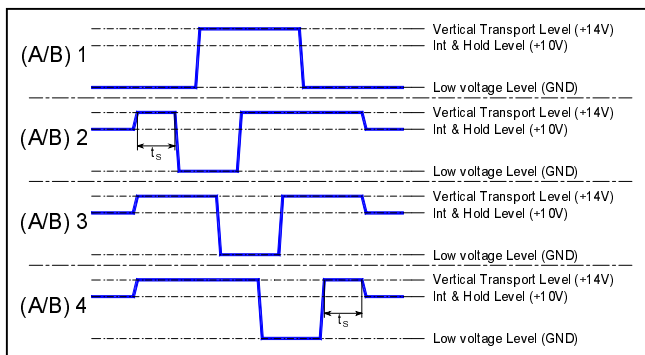 (A/B) 1
Vertical Transport Level (+14V)
Int & Hold Level (+10V)
Low voltage Level (GND)
(A/B) 2
Vertical Transport Level (+14V)
Int & Hold Level (+10V)
ts
Low voltage Level (GND)
(A/B) 3
Vertical Transport Level (+14V)
Int & Hold Level (+10V)
Low voltage Level (GND)
(A/B) 4
Vertical Transport Level (+14V)
Int & Hold Level (+10V)
ts
Low voltage Level (GND)